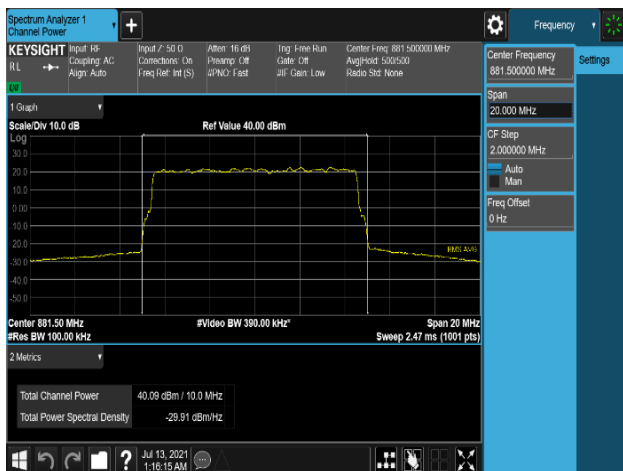 Spectrum Analyzer 1
Channel Power
+
Frequency
KEYSIGHT
RL
Input: RF
Coupling: AC
Align: Auto
Input Z: 50 Ω
Corrections: On
Freq Ref: Int (S)
Atten: 16 dB
Preamp: Off
#PNO: Fast
Trig: Free Run
Gate: Off
#IF Gain: Low
Center Freq: 881.500000 MHz
Avg|Hold: 500/500
Radio Std: None
Center Frequency
881.500000 MHz
Settings
Span
20.000 MHz
CF Step
2.000000 MHz
Auto
Man
Freq Offset
0 Hz
1 Graph
Scale/Div 10.0 dB
Ref Value 40.00 dBm
Log
30.0
20.0
10.0
0.00
-10.0
-20.0
-30.0
-40.0
-50.0
RMS AVG
Center 881.50 MHz
#Video BW 390.00 kHz*
Span 20 MHz
#Res BW 100.00 kHz
Sweep 2.47 ms (1001 pts)
2 Metrics
Total Channel Power
40.09 dBm / 10.0 MHz
Total Power Spectral Density
-29.91 dBm/Hz
?
Jul 13, 2021
1:16:15 AM